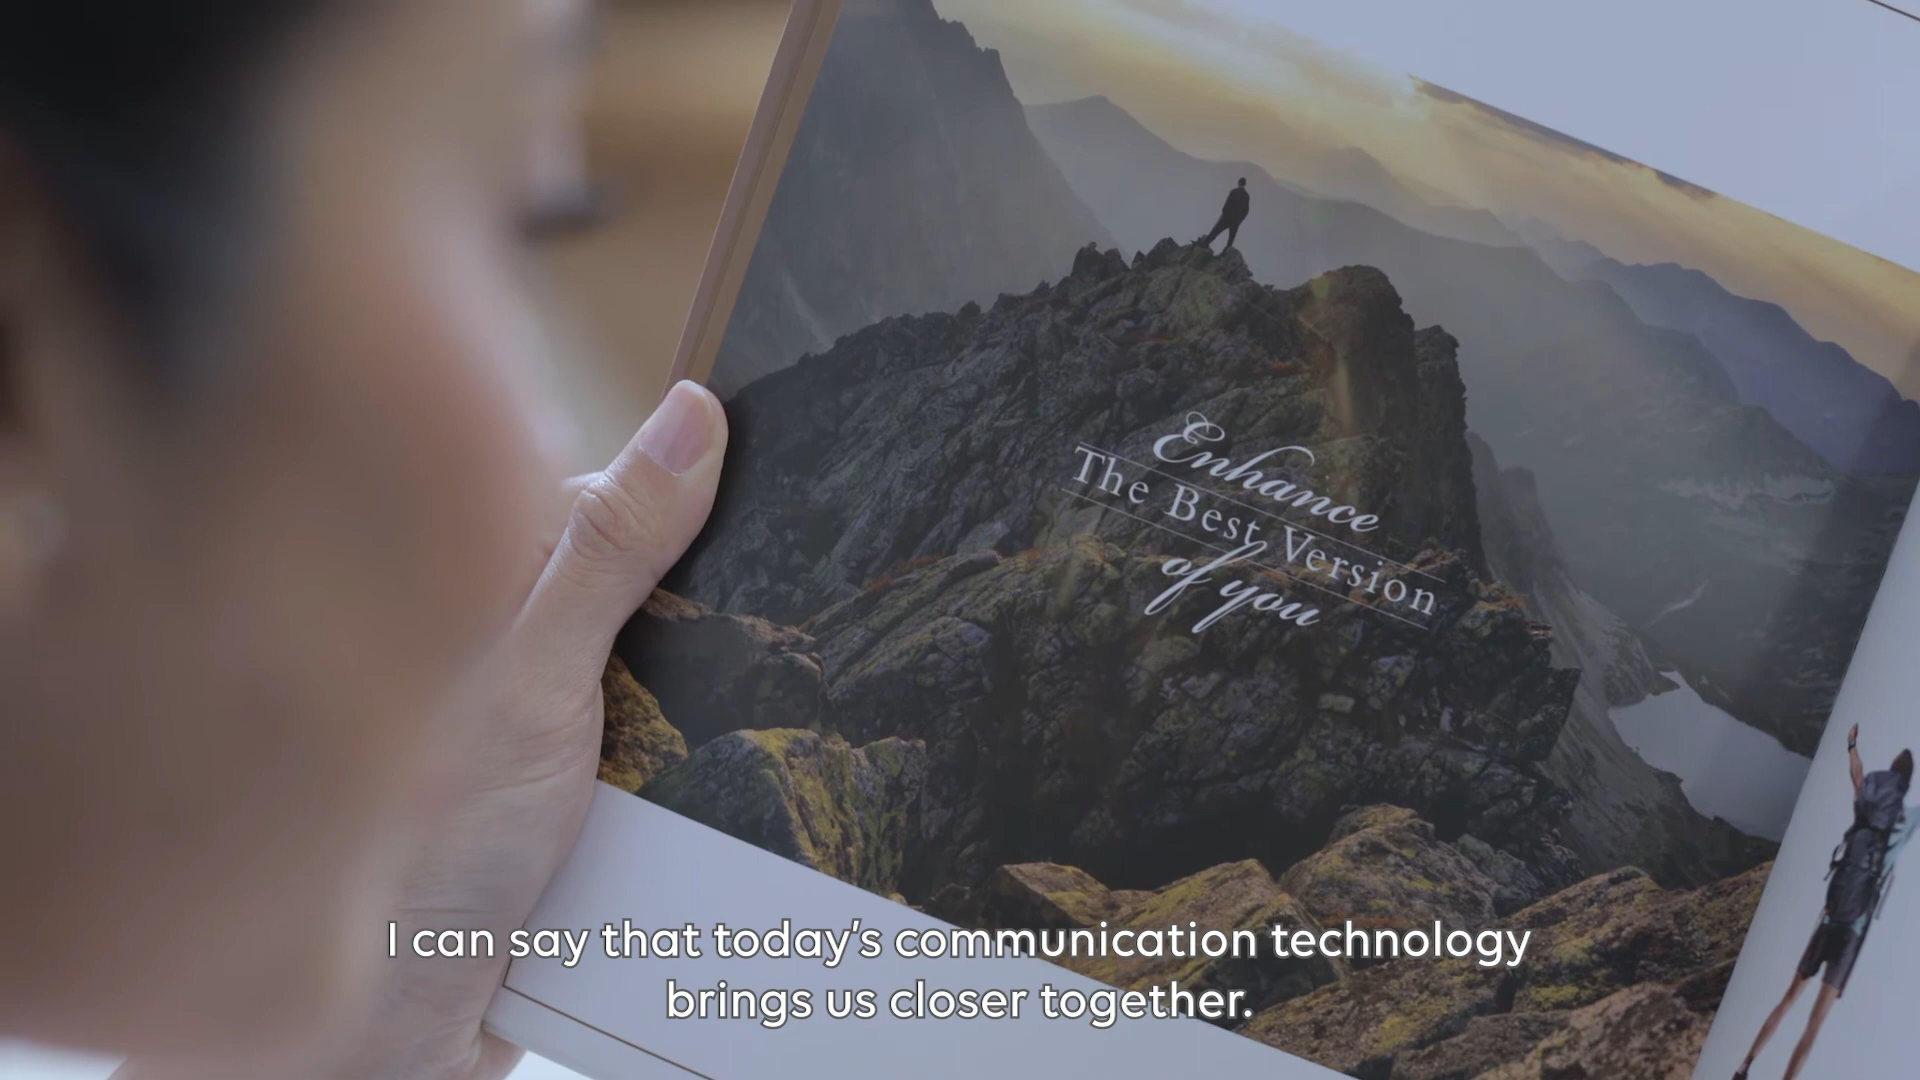 Enhance
The Best Version
of you
I can say that today's communication technology
brings us closer together.